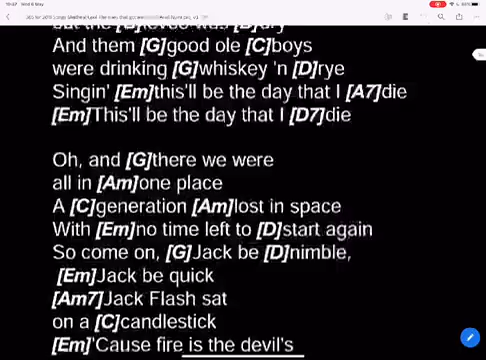 And them [G]good ole [C]boys
were drinking [G]whiskey 'n [D]rye
Singin' [Em]this'll be the day that I [A7]die
[Em]This'll be the day that I [D7]die
Oh, and [G]there we were
all in [Am]one place
A [C]generation [Am]lost in space
With [Em]no time left to [D]start again
So come on, [G]Jack be [D]nimble,
[Em]Jack be quick
[Am7]Jack Flash sat
on a [C]candlestick
[Em]'Cause fire is the devil's